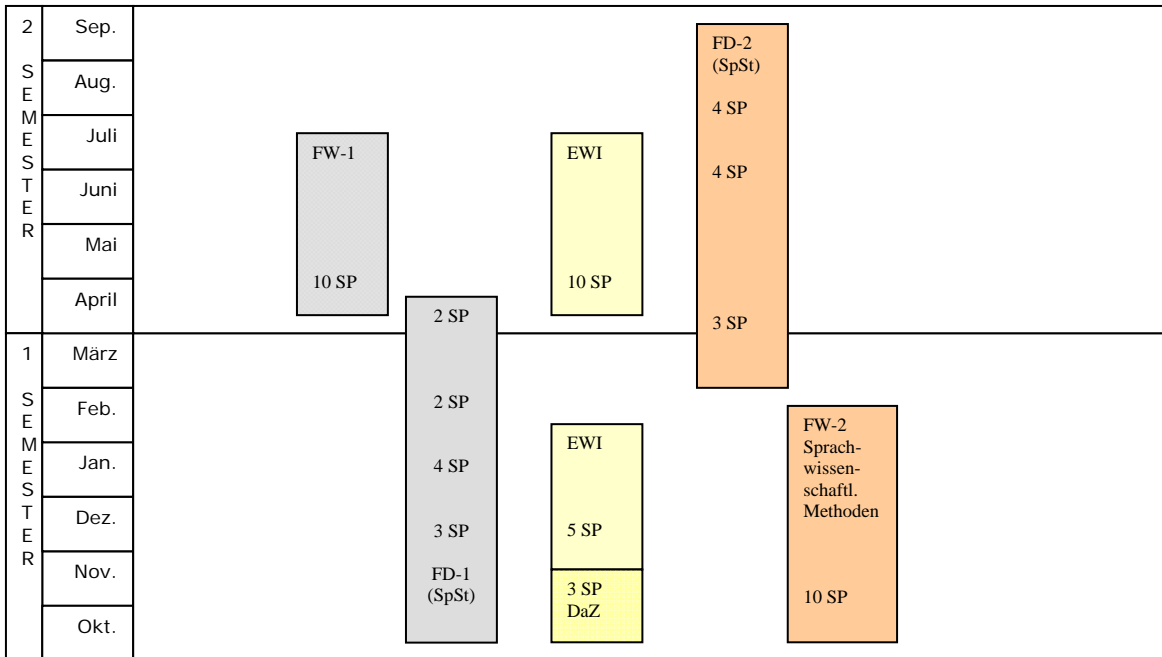 2
SEMESTER
Sep.
Aug.
Juli
Juni
Mai
April
FW-1
10 SP
EWI
10 SP
FD-2
(SpSt)
4 SP
4 SP
3 SP
1
SEMESTER
März
Feb.
Jan.
Dez.
Nov.
Okt.
2 SP
2 SP
4 SP
3 SP
FD-1
(SpSt)
EWI
5 SP
3 SP
DaZ
FW-2
Sprach-
wissen-
schaftl.
Methoden
10 SP